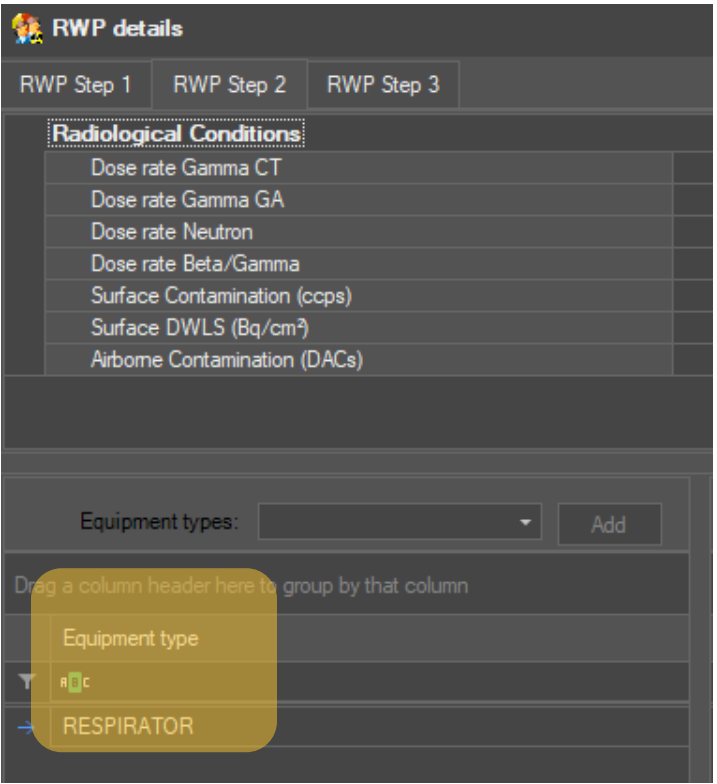 RWP details
RWP Step 1 RWP Step 2 RWP Step 3
Radiological Conditions
Dose rate Gamma CT
Dose rate Gamma GA
Dose rate Neutron
Dose rate Beta/Gamma
Surface Contamination (ccps)
Surface DWLS (Bq/cm²)
Airborne Contamination (DACs)
Equipment types: Add
Drag a column header here to group by that column
Equipment type
ABC
RESPIRATOR